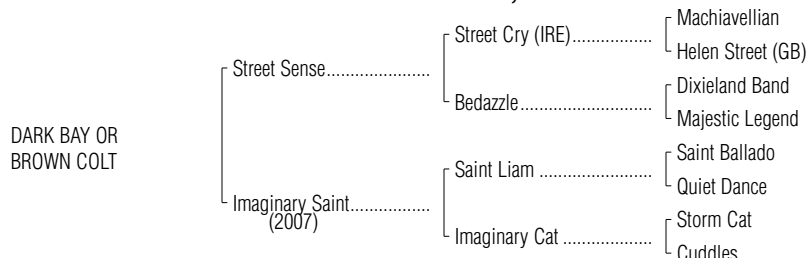 Machiavellian
Street Cry (IRE)..................
Helen Street (GB)
Street Sense.......................
Dixieland Band
Bedazzle..............................
Majestic Legend
DARK BAY OR
BROWN COLT
Saint Ballado
Saint Liam ..........................
Quiet Dance
Imaginary Saint..................
(2007)
Storm Cat
Imaginary Cat ....................
Cuddles